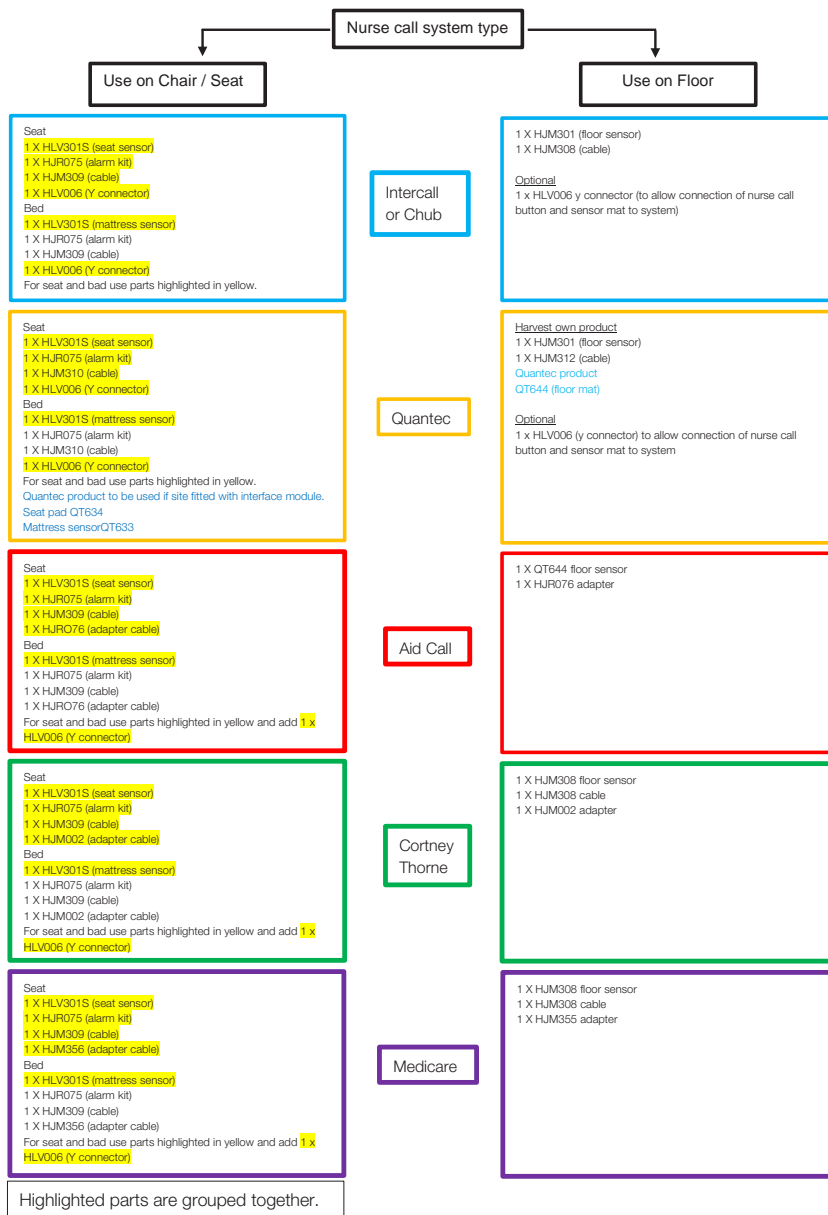 Nurse call system type
Use on Chair / Seat
Use on Floor
Seat
1 X HLV301S (seat sensor)
1 X HJR075 (alarm kit)
1 X HJM309 (cable)
1 X HLV006 (Y connector)
Bed
1 X HLV301S (mattress sensor)
1 X HJR075 (alarm kit)
1 X HJM309 (cable)
1 X HLV006 (Y connector)
For seat and bad use parts highlighted in yellow.
Intercall
or Chub
1 X HJM301 (floor sensor)
1 X HJM308 (cable)
Optional
1 x HLV006 y connector (to allow connection of nurse call
button and sensor mat to system)
Seat
1 X HLV301S (seat sensor)
1 X HJR075 (alarm kit)
1 X HJM310 (cable)
1 X HLV006 (Y connector)
Bed
1 X HLV301S (mattress sensor)
1 X HJR075 (alarm kit)
1 X HJM310 (cable)
1 X HLV006 (Y connector)
For seat and bad use parts highlighted in yellow.
Quantec product to be used if site fitted with interface module.
Seat pad QT634
Mattress sensorQT633
Quantec
Harvest own product
1 X HJM301 (floor sensor)
1 X HJM312 (cable)
Quantec product
QT644 (floor mat)
Optional
1 x HLV006 (y connector) to allow connection of nurse call
button and sensor mat to system
Seat
1 X HLV301S (seat sensor)
1 X HJR075 (alarm kit)
1 X HJM309 (cable)
1 X HJRO76 (adapter cable)
Bed
1 X HLV301S (mattress sensor)
1 X HJR075 (alarm kit)
1 X HJM309 (cable)
1 X HJRO76 (adapter cable)
For seat and bad use parts highlighted in yellow and add 1 x
HLV006 (Y connector)
Aid Call
1 X QT644 floor sensor
1 X HJR076 adapter
Seat
1 X HLV301S (seat sensor)
1 X HJR075 (alarm kit)
1 X HJM309 (cable)
1 X HJM002 (adapter cable)
Bed
1 X HLV301S (mattress sensor)
1 X HJR075 (alarm kit)
1 X HJM309 (cable)
1 X HJM002 (adapter cable)
For seat and bad use parts highlighted in yellow and add 1 x
HLV006 (Y connector)
Cortney
Thorne
1 X HJM308 floor sensor
1 X HJM308 cable
1 X HJM002 adapter
Seat
1 X HLV301S (seat sensor)
1 X HJR075 (alarm kit)
1 X HJM309 (cable)
1 X HJM356 (adapter cable)
Bed
1 X HLV301S (mattress sensor)
1 X HJR075 (alarm kit)
1 X HJM309 (cable)
1 X HJM356 (adapter cable)
For seat and bad use parts highlighted in yellow and add 1 x
HLV006 (Y connector)
Medicare
1 X HJM308 floor sensor
1 X HJM308 cable
1 X HJM355 adapter
Highlighted parts are grouped together.